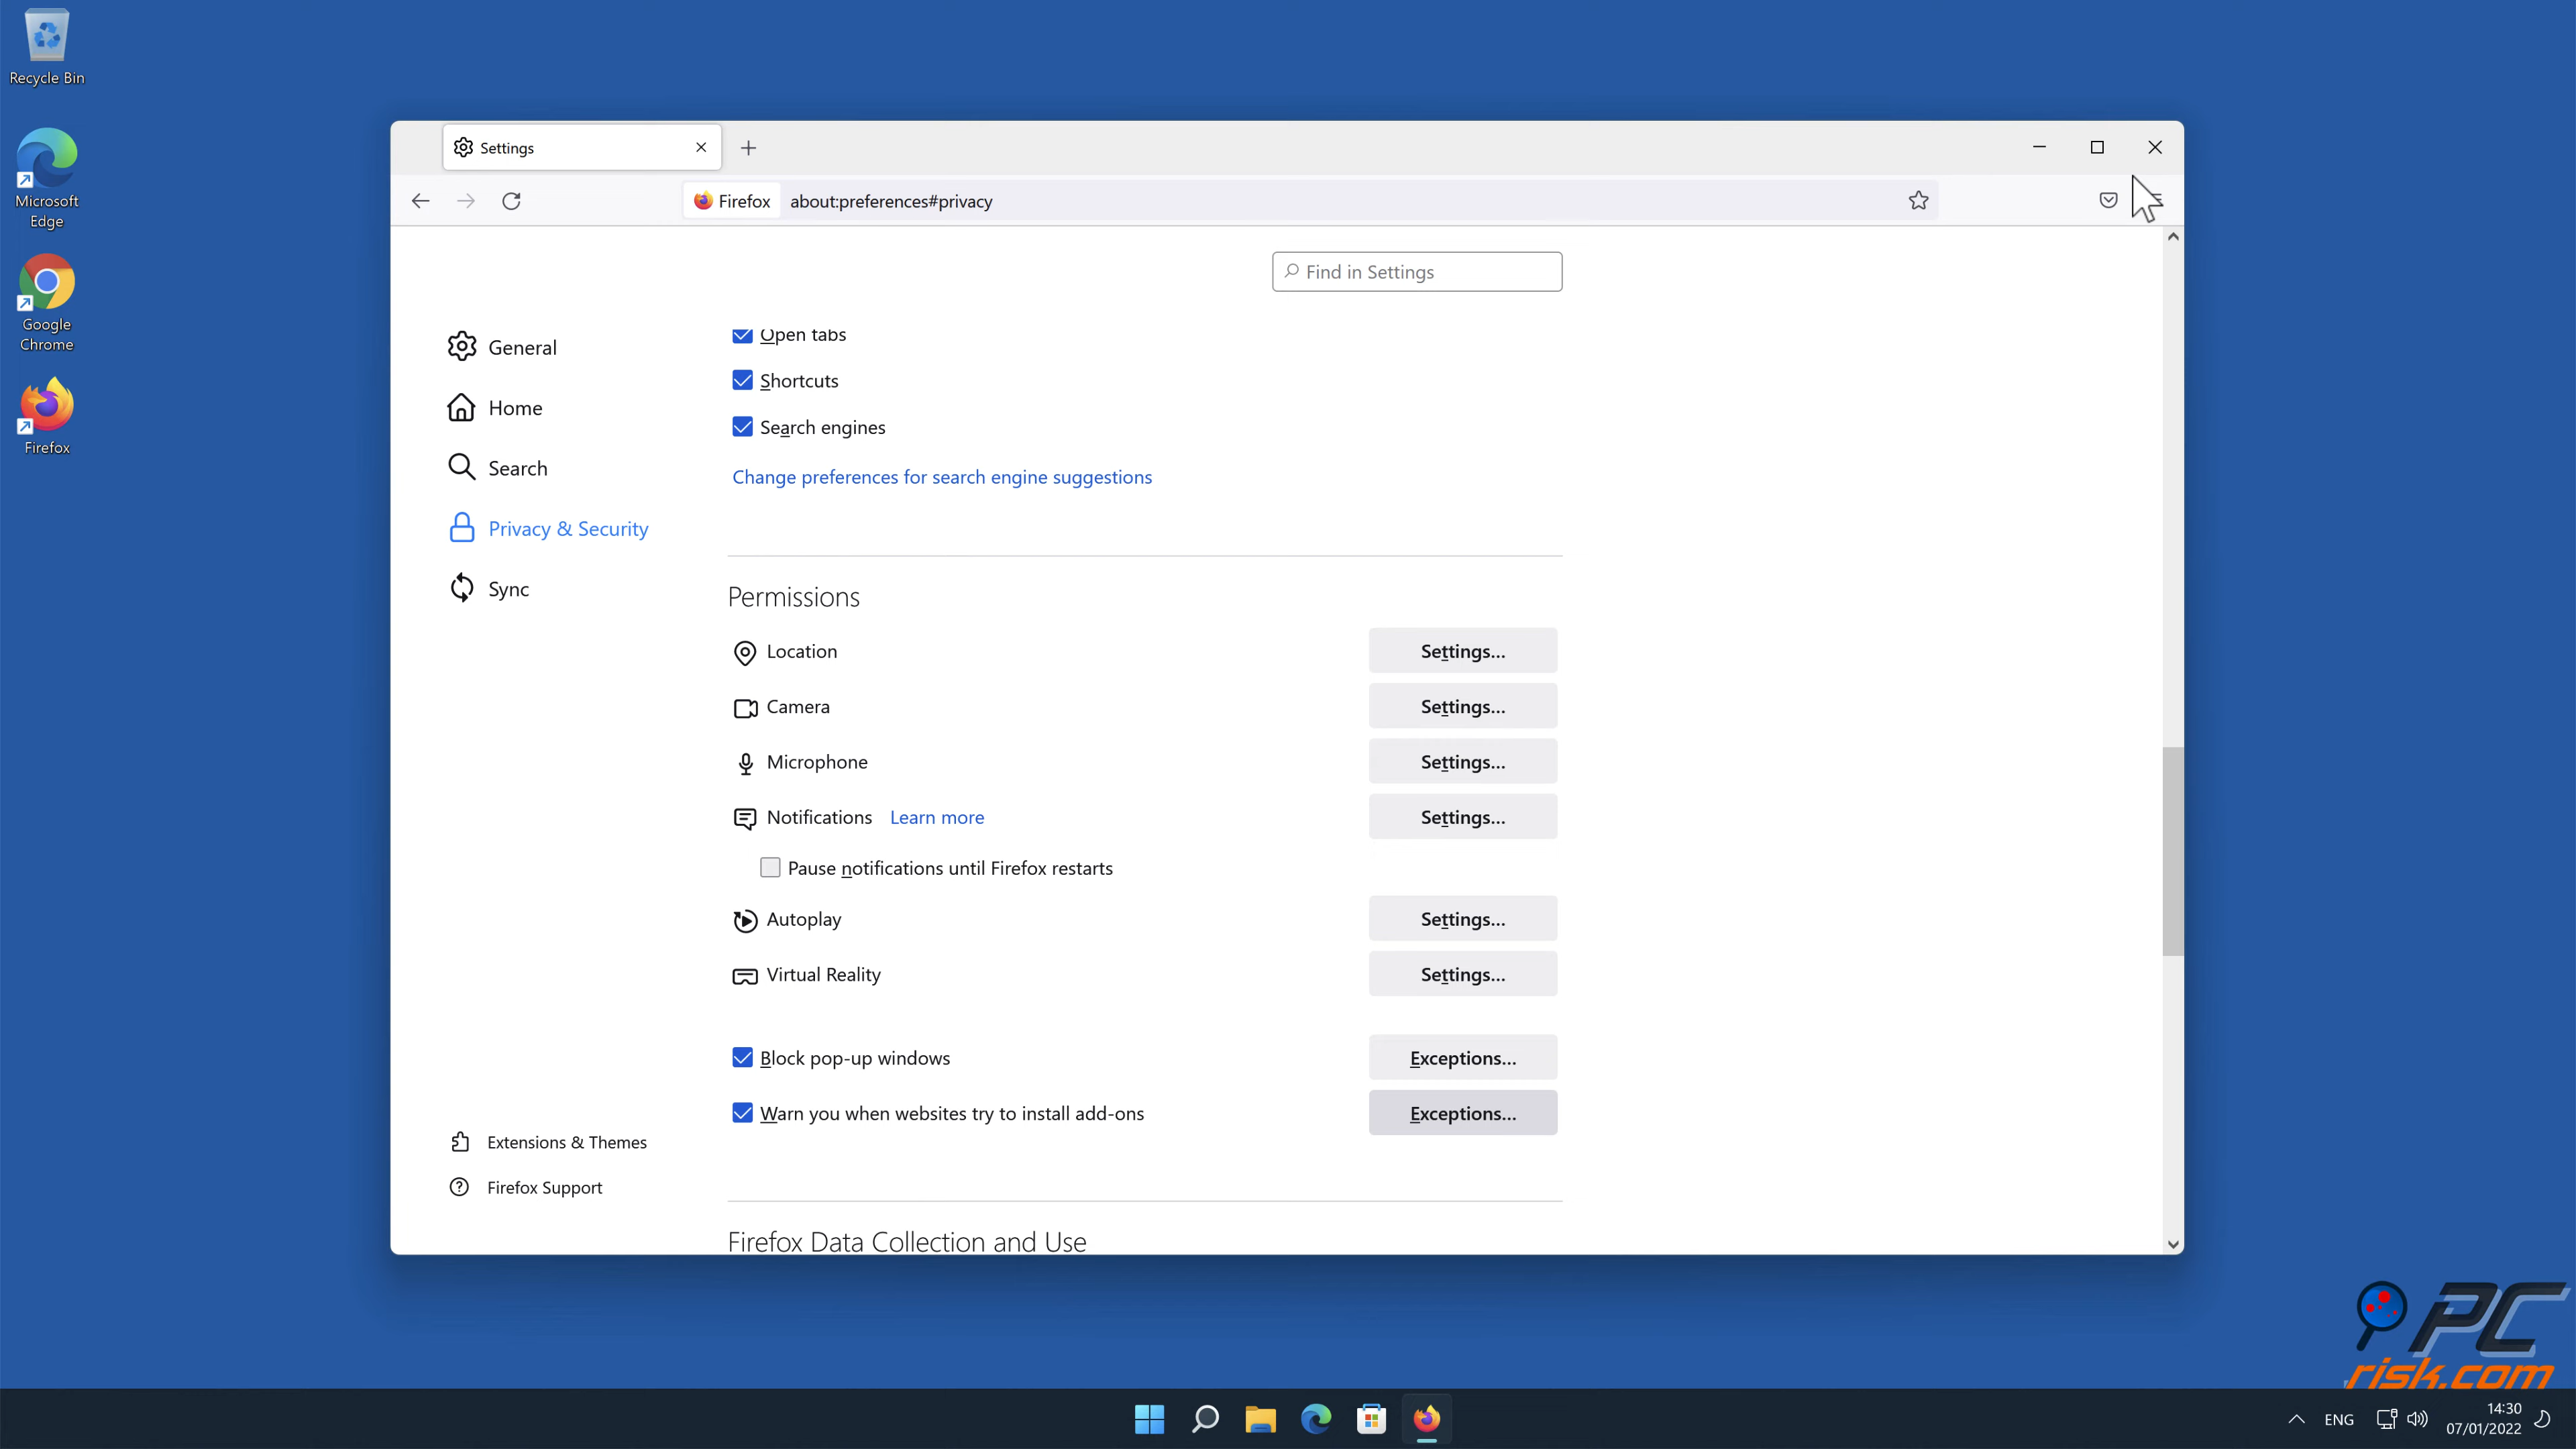 Recycle Bin
Microsoft
Edge
Google
Chrome
Firefox
Settings
Firefox
about:preferences#privacy
Find in Settings
General
Home
Search
Privacy & Security
Sync
Extensions & Themes
Firefox Support
Open tabs
Shortcuts
Search engines
Change preferences for search engine suggestions
Permissions
Location Settings...
Camera Settings...
Microphone Settings...
Notifications Learn more Settings...
Pause notifications until Firefox restarts
Autoplay Settings...
Virtual Reality Settings...
Block pop-up windows Exceptions...
Warn you when websites try to install add-ons Exceptions...
Firefox Data Collection and Use
PC
risk.com
ENG
14:30
07/01/2022